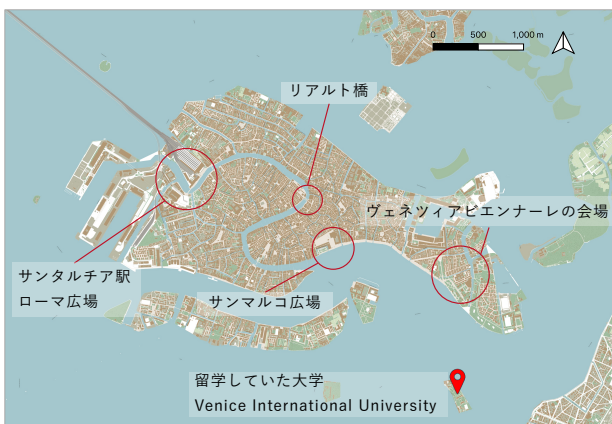 0 500 1,000 m
リアルト橋
ヴェネツィアビエンナーレの会場
サンタルチア駅
ローマ広場
サンマルコ広場
留学していた大学
Venice International University